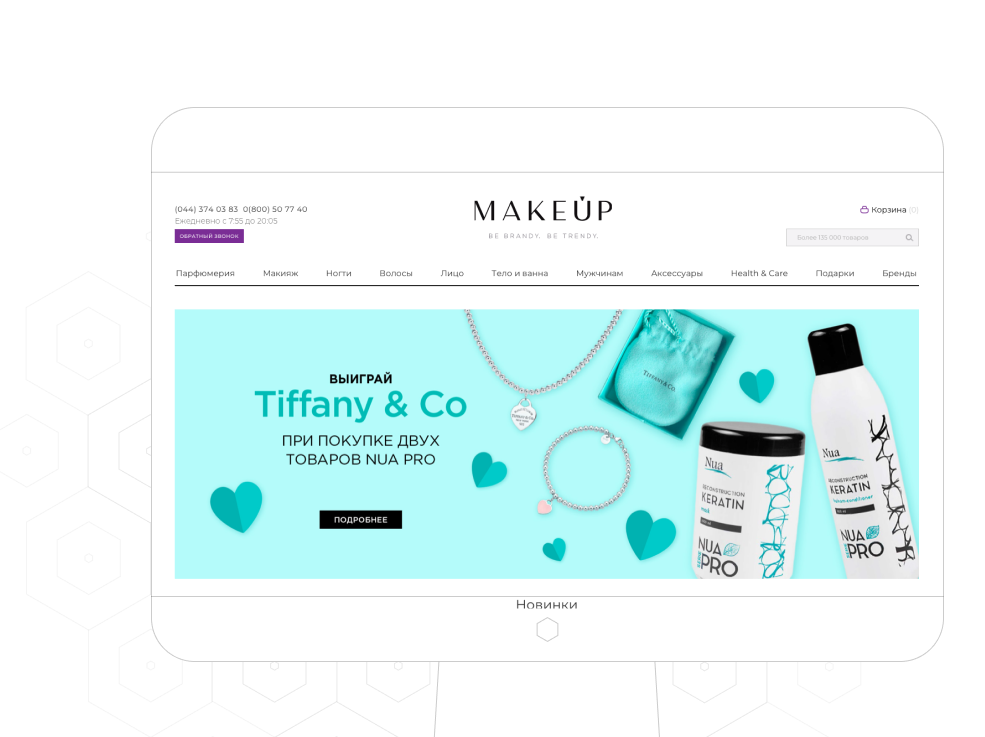 (044) 374 03 83 0(800) 50 77 40
Ежедневно с 7:55 до 20:05
ОБРАТНЫЙ ЗВОНОК
MAKEUP
BE BRANDY. BE TRENDY.
Корзина (0)
Более 135 000 товаров
Парфюмерия Макияж Ногти Волосы Лицо Тело и ванна Мужчинам Аксессуары Health & Care Подарки Бренды
ВЫИГРАЙ
Tiffany & Co
ПРИ ПОКУПКЕ ДВУХ
ТОВАРОВ NUA PRO
ПОДРОБНЕЕ
TIFFANY & CO
Nua
RECONSTRUCTION
KERATIN
mask
NUA
PRO
Nua
RECONSTRUCTION
KERATIN
NUA
PRO
Новинки